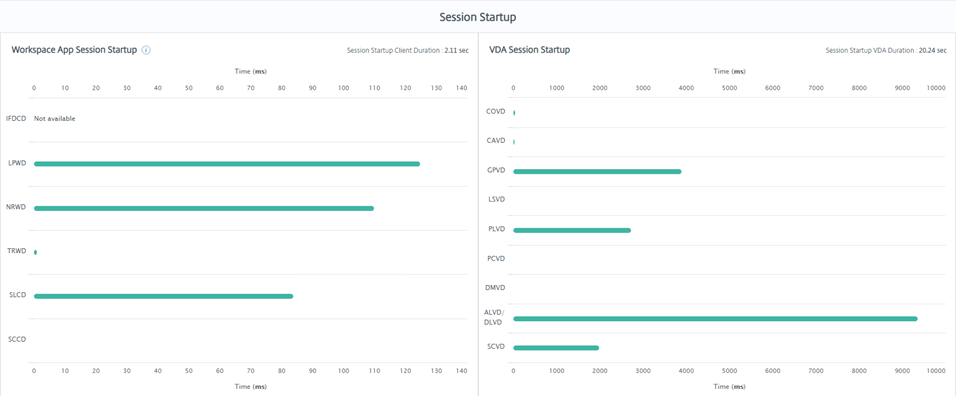 Session Startup
Workspace App Session Startup
Session Startup Client Duration : 2.11 sec
Time (ms)
0 10 20 30 40 50 60 70 80 90 100 110 120 130 140
IFDCD Not available
LPWD
NRWD
TRWD
SLCD
SCCD
0 10 20 30 40 50 60 70 80 90 100 110 120 130 140
Time (ms)
VDA Session Startup
Session Startup VDA Duration : 20.24 sec
Time (ms)
0 1000 2000 3000 4000 5000 6000 7000 8000 9000 10000
COVD
CAVD
GPVD
LSVD
PLVD
PCVD
DMVD
ALVD/
DLVD
SCVD
0 1000 2000 3000 4000 5000 6000 7000 8000 9000 10000
Time (ms)